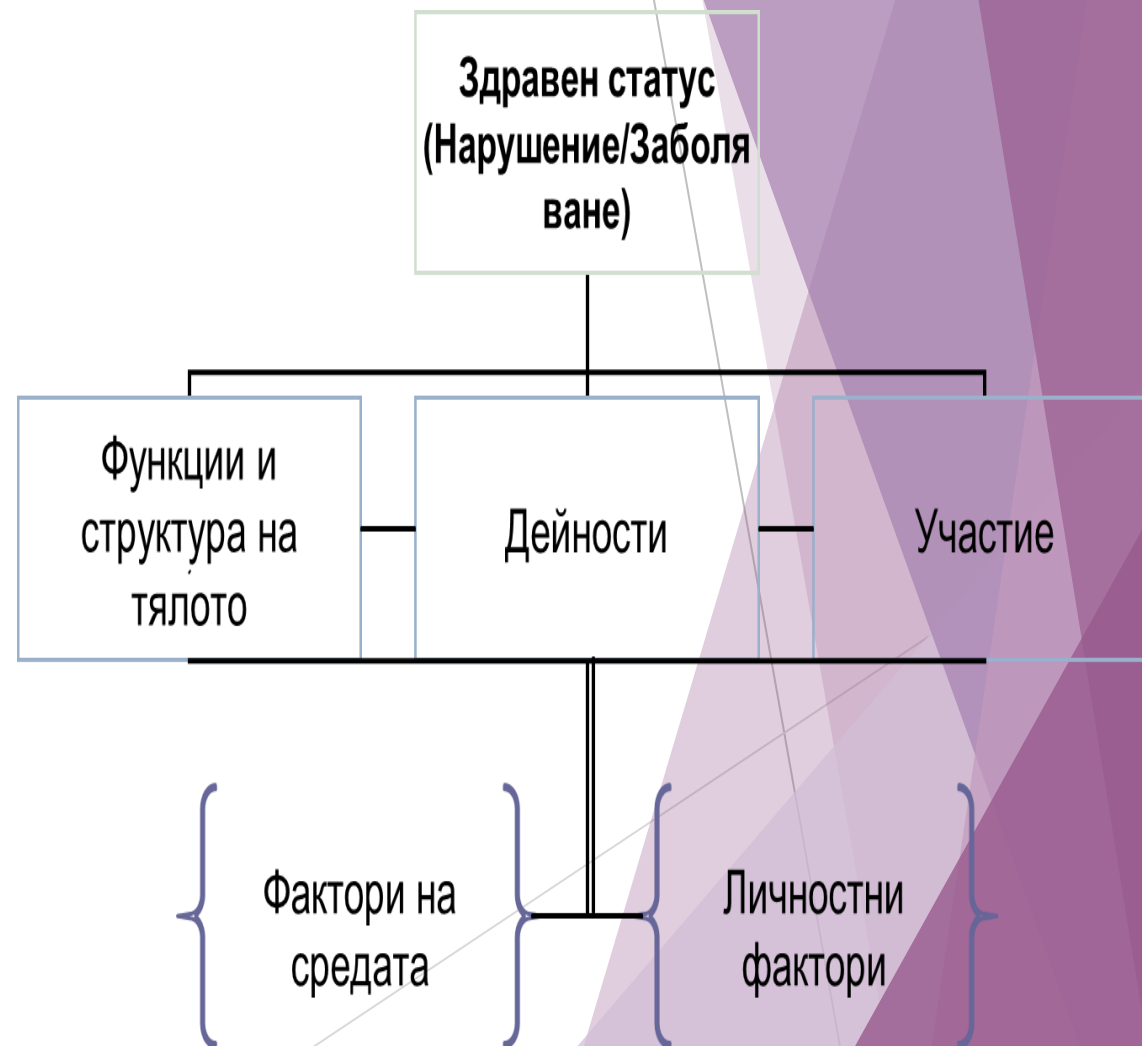 Здравен статус
(Нарушение/Заболя
ване)
Функции и
структура на
тялото
Дейности
Участие
Фактори на
средата
Личностни
фактори